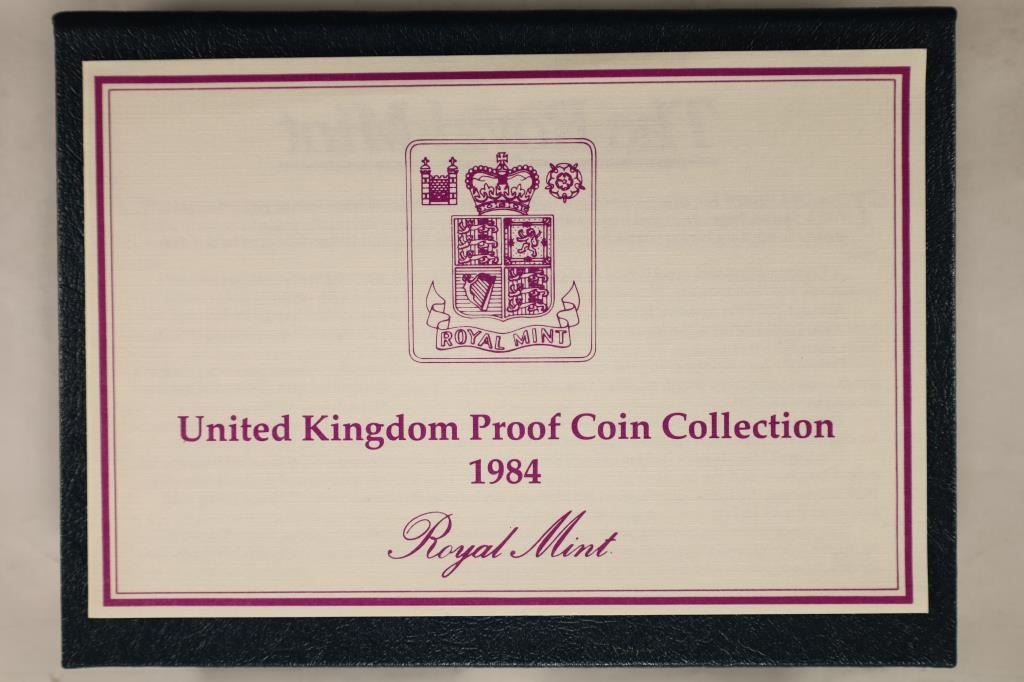 ROYAL MINT
United Kingdom Proof Coin Collection
1984
Royal Mint